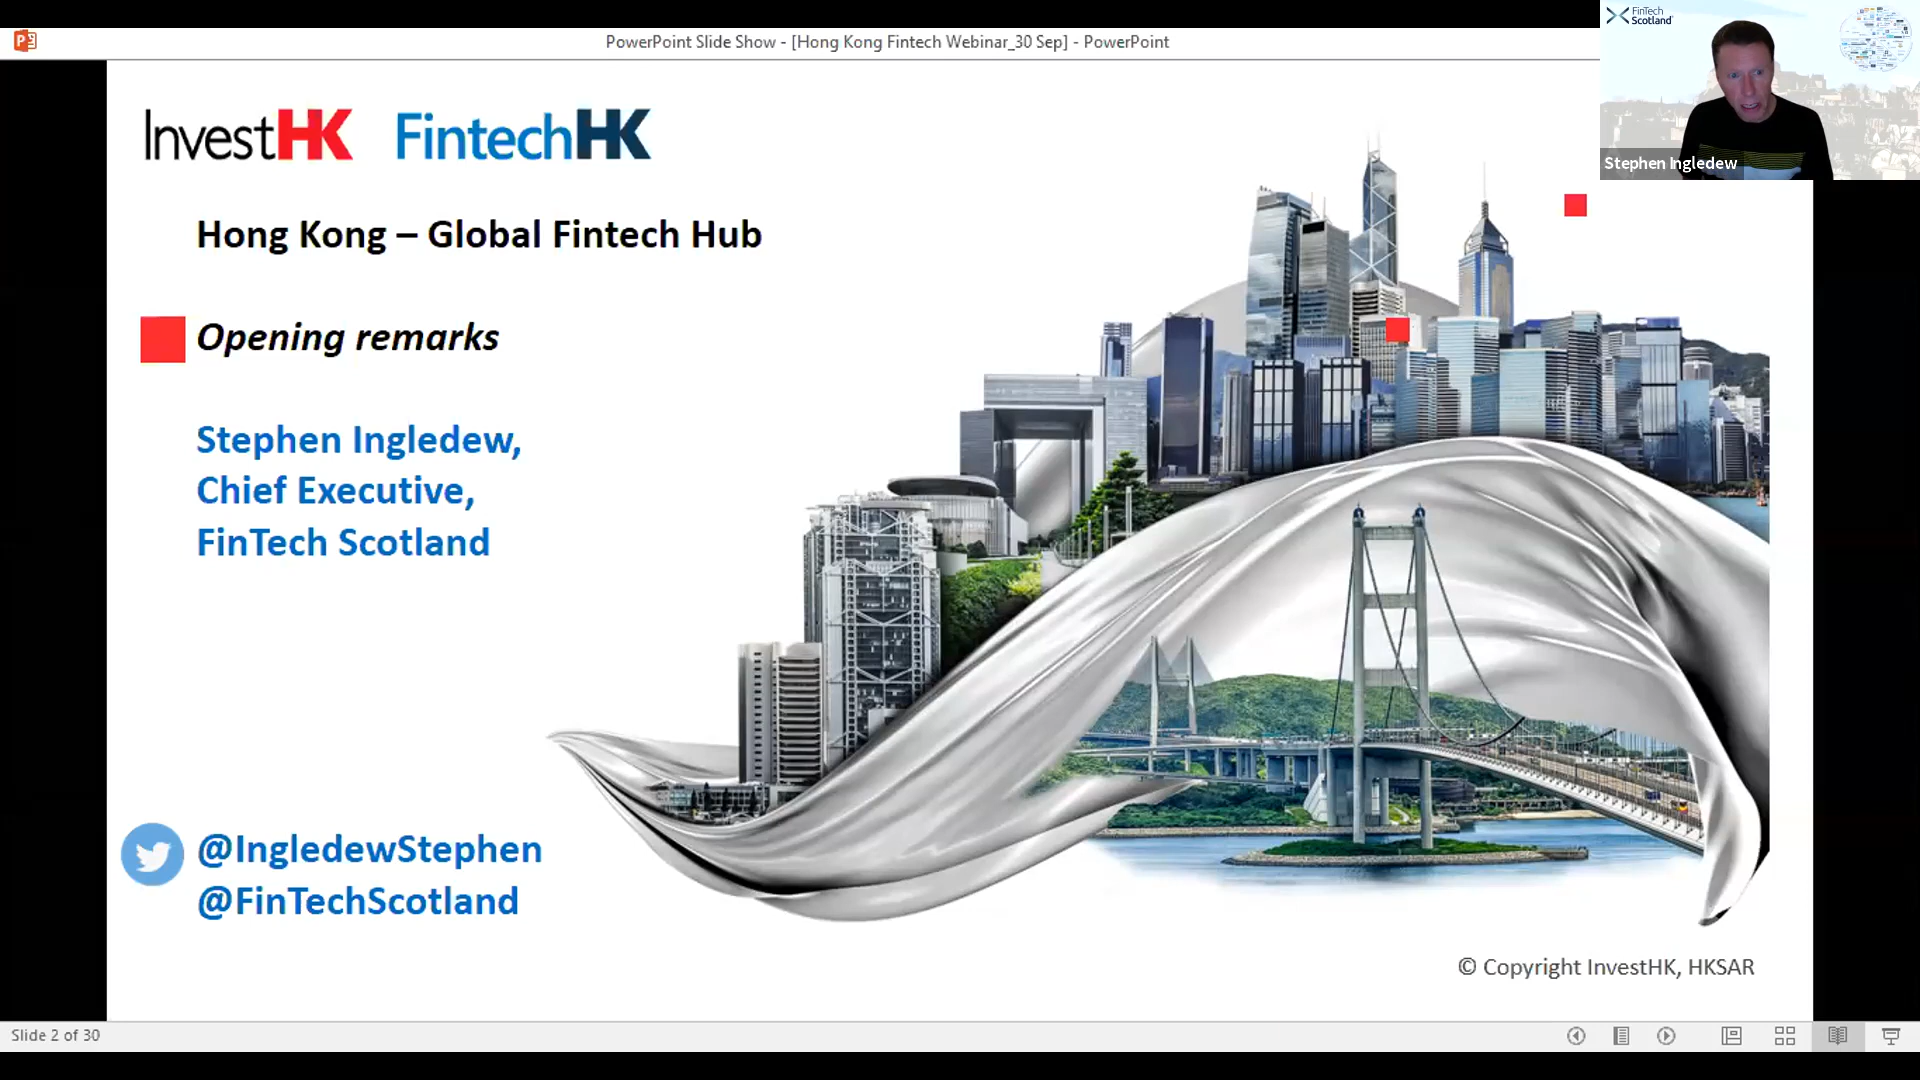 PowerPoint Slide Show - [Hong Kong Fintech Webinar_30 Sep] - PowerPoint
FinTech
Scotland
Stephen Ingledew
InvestHK FintechHK
Hong Kong – Global Fintech Hub
Opening remarks
Stephen Ingledew,
Chief Executive,
FinTech Scotland
@IngledewStephen
@FinTechScotland
© Copyright InvestHK, HKSAR
Slide 2 of 30